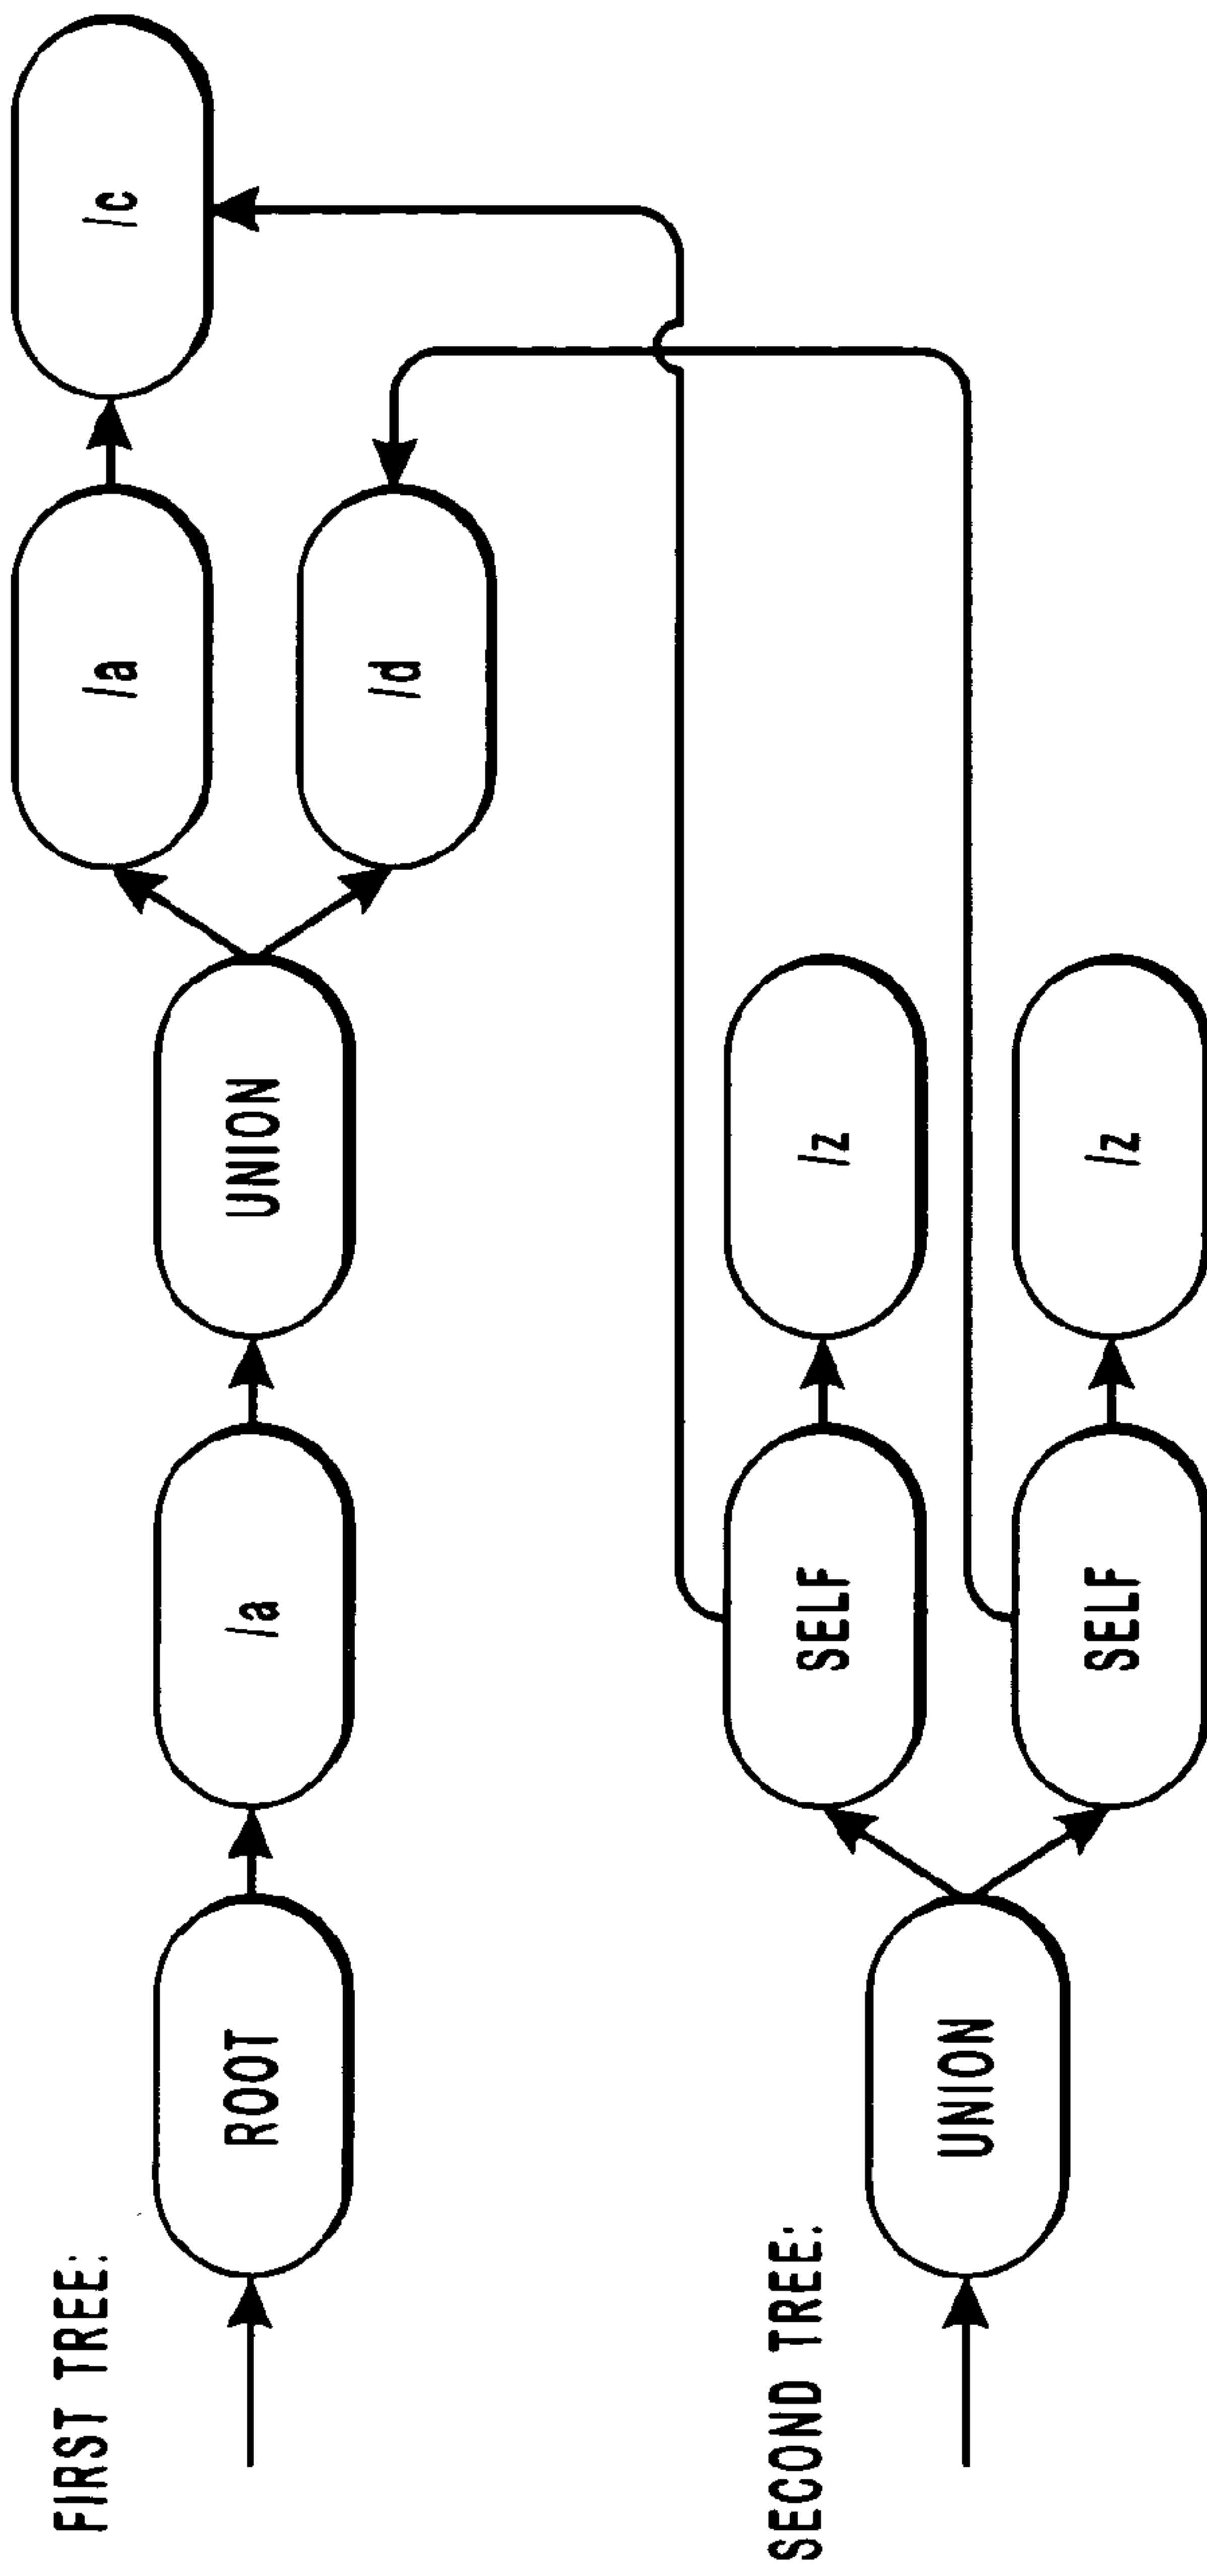 FIRST TREE:
ROOT
/a
UNION
/a
/c
/d
SECOND TREE:
UNION
SELF
/z
SELF
/z